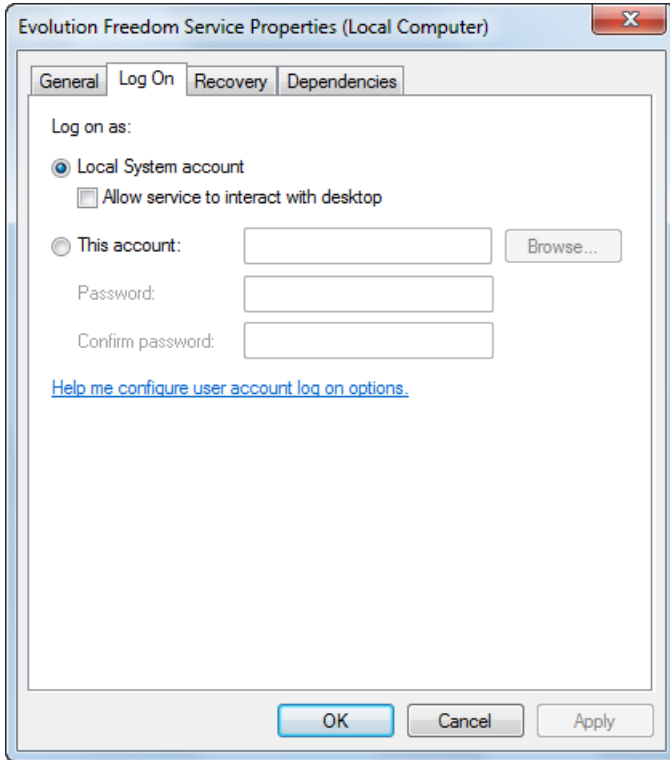 Evolution Freedom Service Properties (Local Computer)
General Log On Recovery Dependencies
Log on as:
Local System account
Allow service to interact with desktop
This account:
Browse...
Password:
Confirm password:
Help me configure user account log on options.
OK Cancel Apply